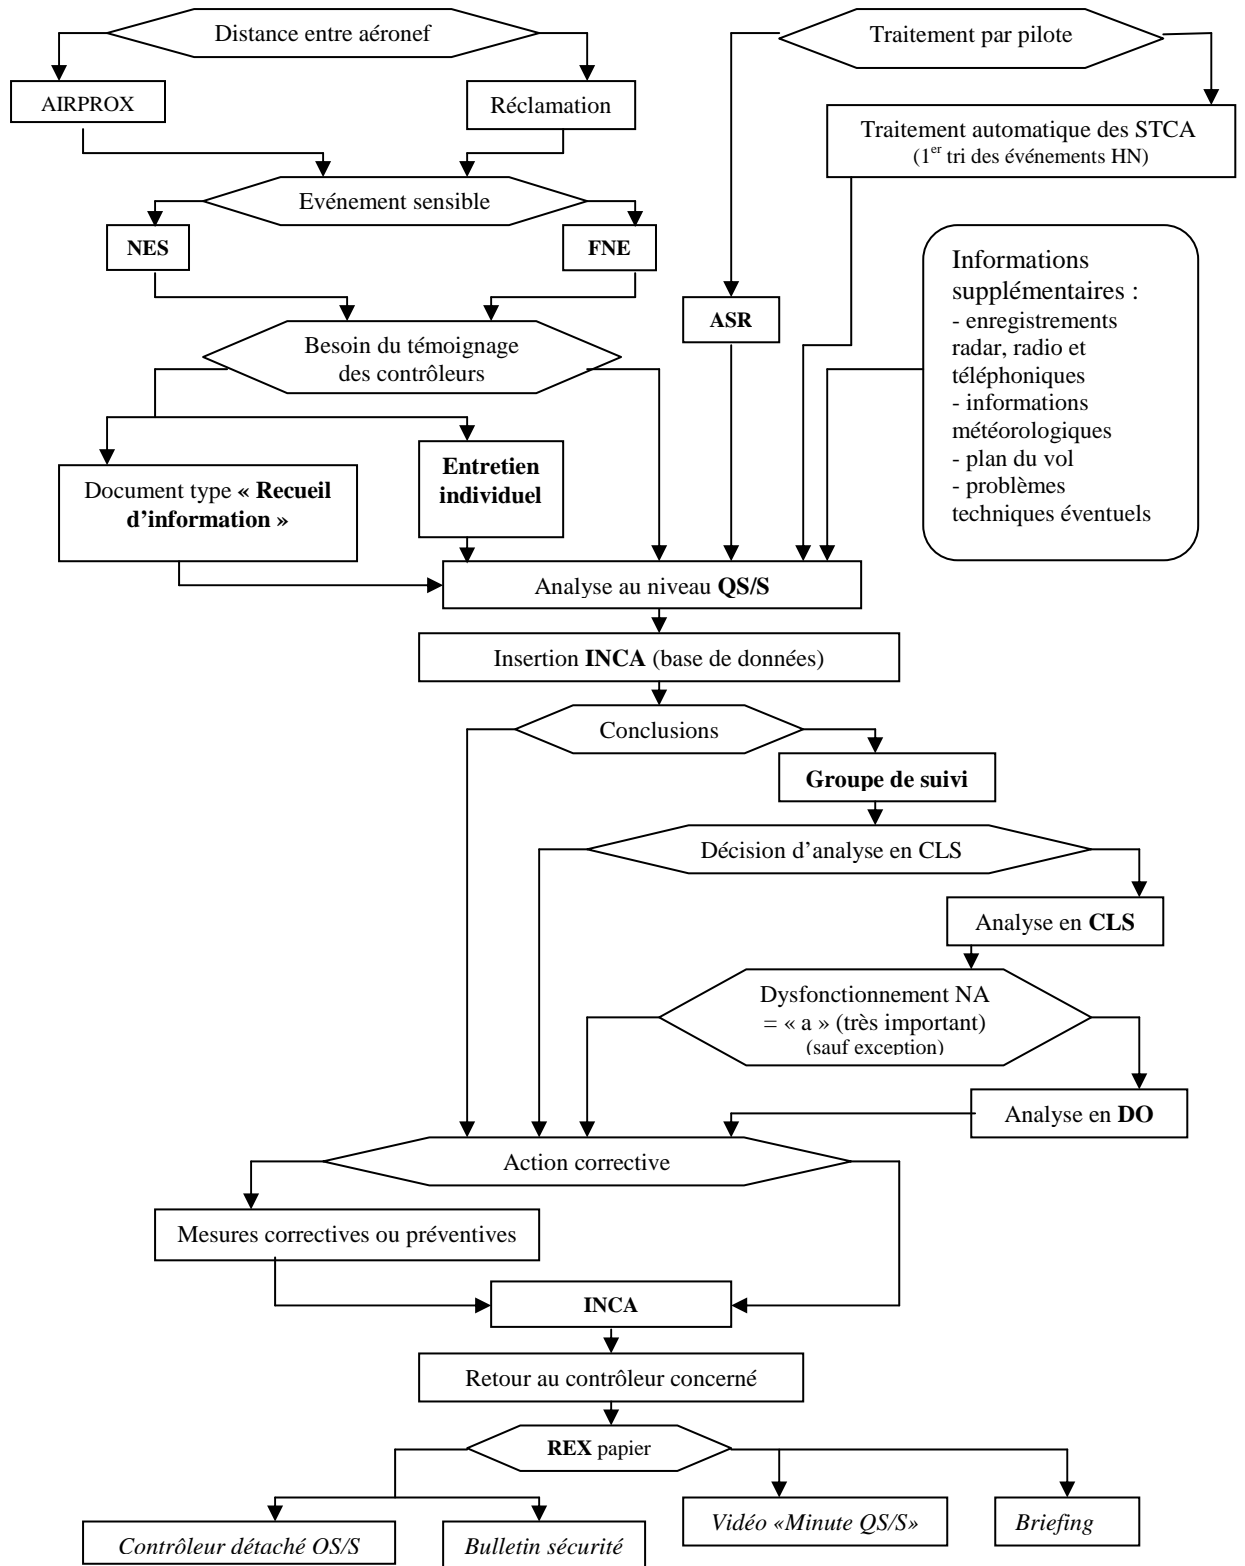 Distance entre aéronef
Traitement par pilote
AIRPROX
Réclamation
Traitement automatique des STCA
(1er tri des événements HN)
Evénement sensible
NES
FNE
Informations
supplémentaires :
- enregistrements
radar, radio et
téléphoniques
- informations
météorologiques
- plan du vol
- problèmes
techniques éventuels
ASR
Besoin du témoignage
des contrôleurs
Document type « Recueil
d'information »
Entretien
individuel
Analyse au niveau QS/S
Insertion INCA (base de données)
Conclusions
Groupe de suivi
Décision d'analyse en CLS
Analyse en CLS
Dysfonctionnement NA
= « a » (très important)
(sauf exception)
Analyse en DO
Action corrective
Mesures correctives ou préventives
INCA
Retour au contrôleur concerné
REX papier
Contrôleur détaché QS/S
Bulletin sécurité
Vidéo «Minute QS/S»
Briefing